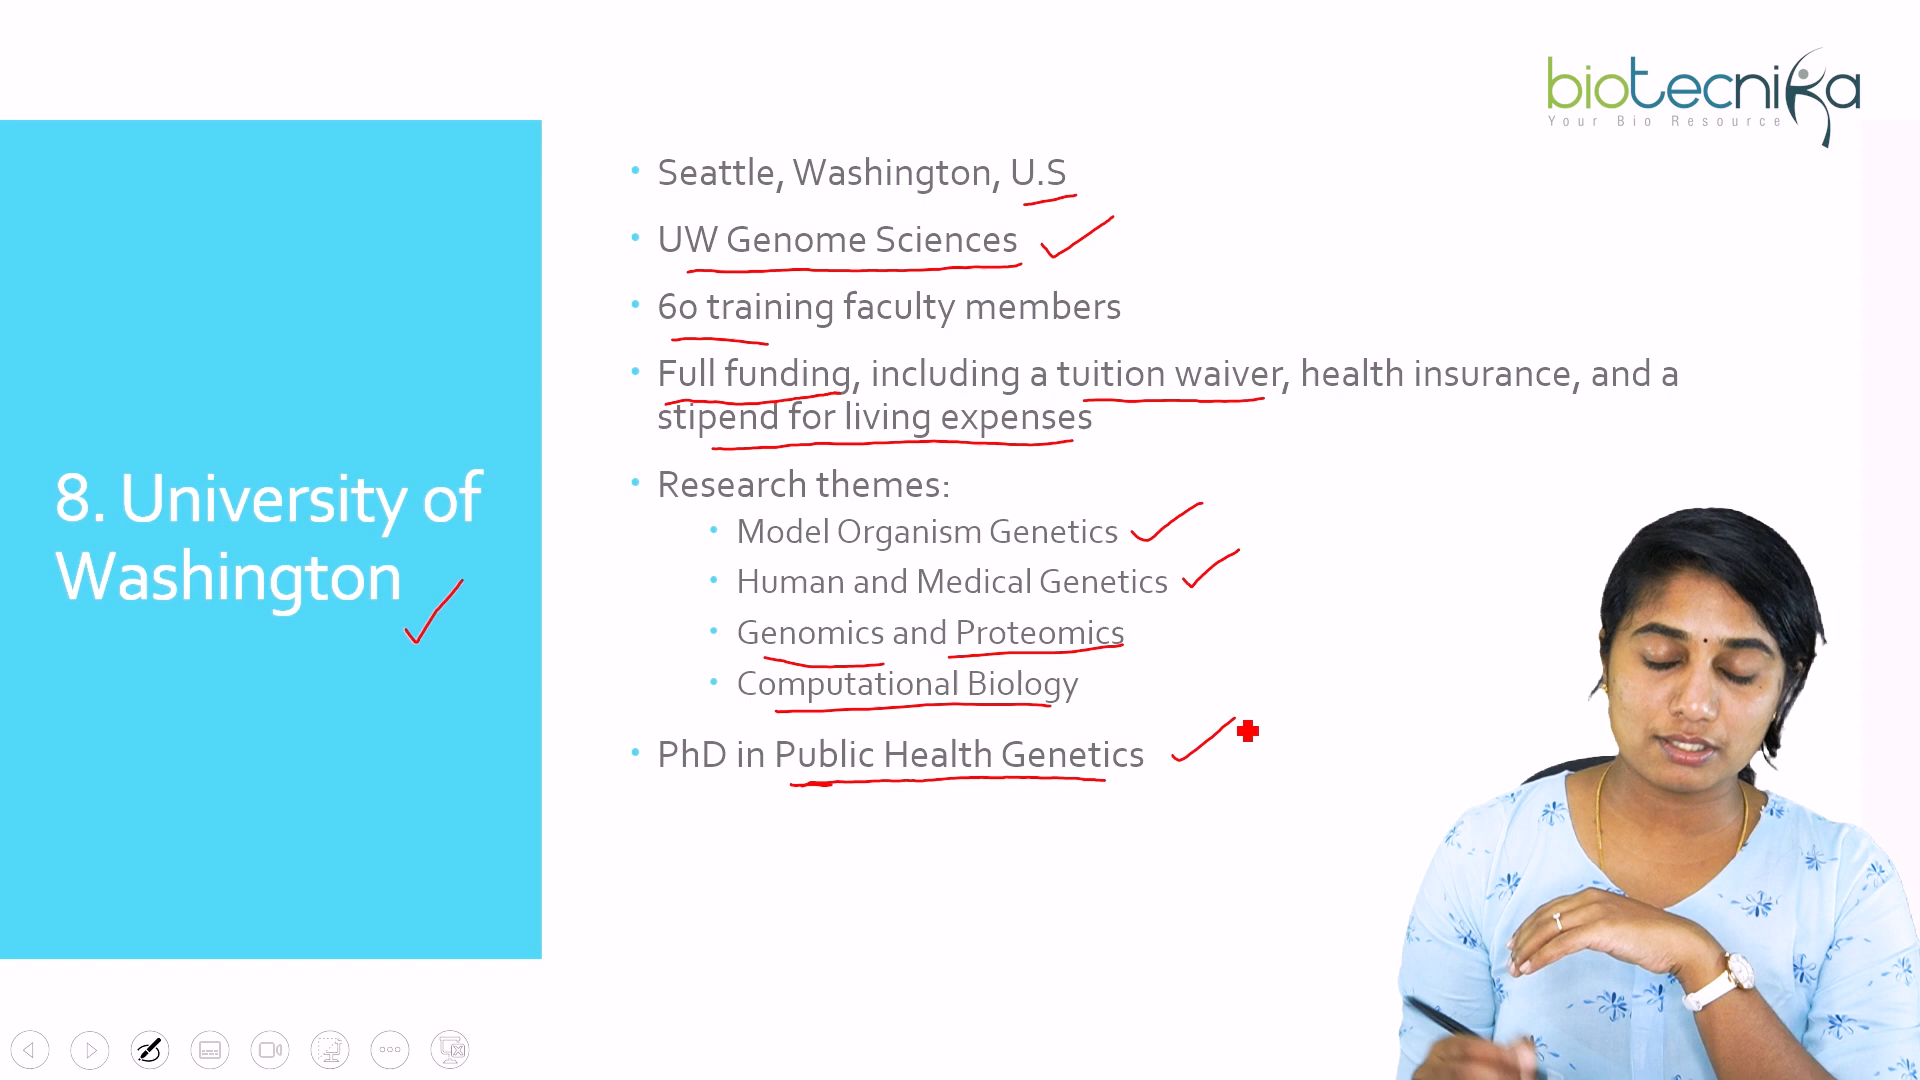 biotecnika
Your Bio Resource
8. University of
Washington
• Seattle, Washington, U.S
• UW Genome Sciences
• 60 training faculty members
• Full funding, including a tuition waiver, health insurance, and a
stipend for living expenses
• Research themes:
• Model Organism Genetics
• Human and Medical Genetics
• Genomics and Proteomics
• Computational Biology
• PhD in Public Health Genetics